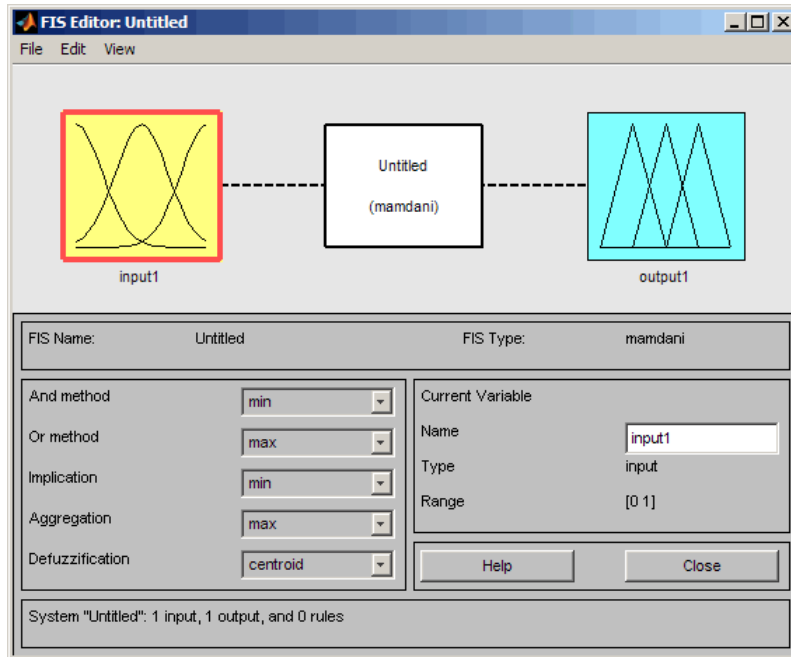 FIS Editor: Untitled
File Edit View
Untitled
(mamdani)
input1
output1
FIS Name: Untitled FIS Type: mamdani
And method min
Or method max
Implication min
Aggregation max
Defuzzification centroid
Current Variable
Name input1
Type input
Range [0 1]
Help Close
System "Untitled": 1 input, 1 output, and 0 rules